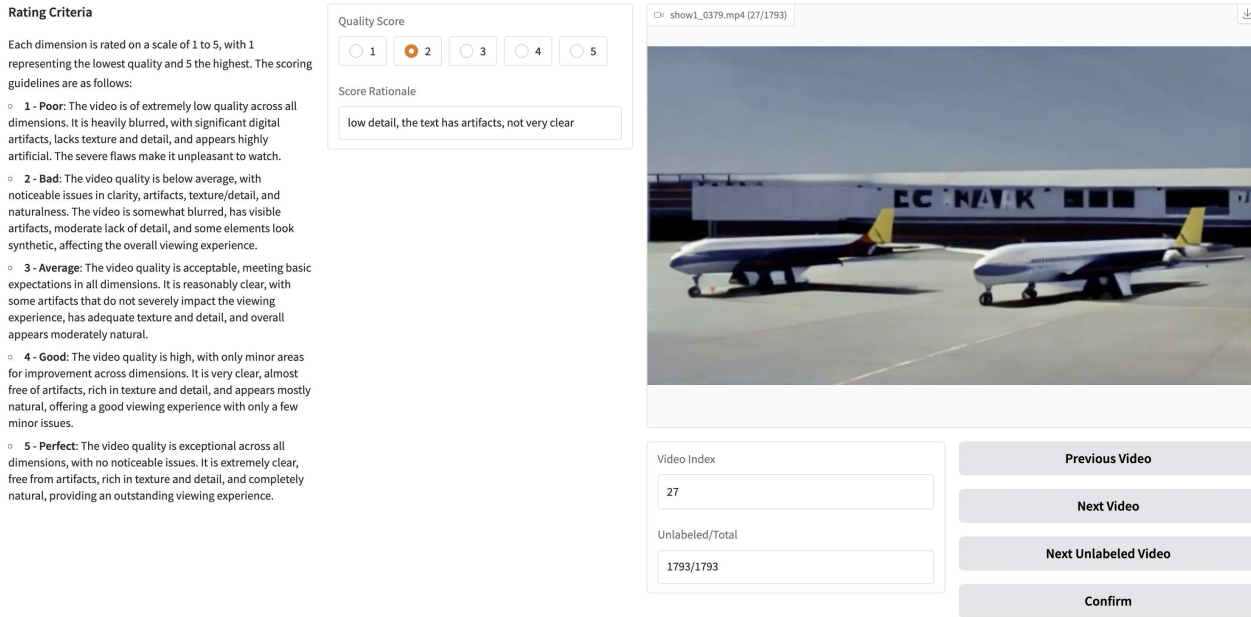 Rating Criteria
Each dimension is rated on a scale of 1 to 5, with 1
representing the lowest quality and 5 the highest. The scoring
guidelines are as follows:
1 - Poor: The video is of extremely low quality across all
dimensions. It is heavily blurred, with significant digital
artifacts, lacks texture and detail, and appears highly
artificial. The severe flaws make it unpleasant to watch.
2 - Bad: The video quality is below average, with
noticeable issues in clarity, artifacts, texture/detail, and
naturalness. The video is somewhat blurred, has visible
artifacts, moderate lack of detail, and some elements look
synthetic, affecting the overall viewing experience.
3 - Average: The video quality is acceptable, meeting basic
expectations in all dimensions. It is reasonably clear, with
some artifacts that do not severely impact the viewing
experience, has adequate texture and detail, and overall
appears moderately natural.
4 - Good: The video quality is high, with only minor areas
for improvement across dimensions. It is very clear, almost
free of artifacts, rich in texture and detail, and appears mostly
natural, offering a good viewing experience with only a few
minor issues.
5 - Perfect: The video quality is exceptional across all
dimensions, with no noticeable issues. It is extremely clear,
free from artifacts, rich in texture and detail, and completely
natural, providing an outstanding viewing experience.
Quality Score
1 2 3 4 5
Score Rationale
low detail, the text has artifacts, not very clear
show1_0379.mp4 (27/1793)
Video Index
27
Unlabeled/Total
1793/1793
Previous Video
Next Video
Next Unlabeled Video
Confirm